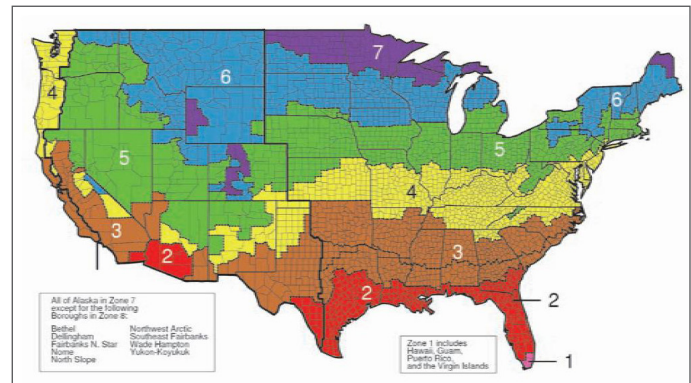 7
6
6
4
5
5
4
3
3
2
2
2
1
All of Alaska in Zone 7
except for the following
Boroughs in Zone 8:
Bethel Northwest Arctic
Dellingham Southeast Fairbanks
Fairbanks N. Star Wade Hampton
Nome Yukon-Koyukuk
North Slope
Zone 1 includes
Hawaii, Guam,
Puerto Rico,
and the Virgin Islands